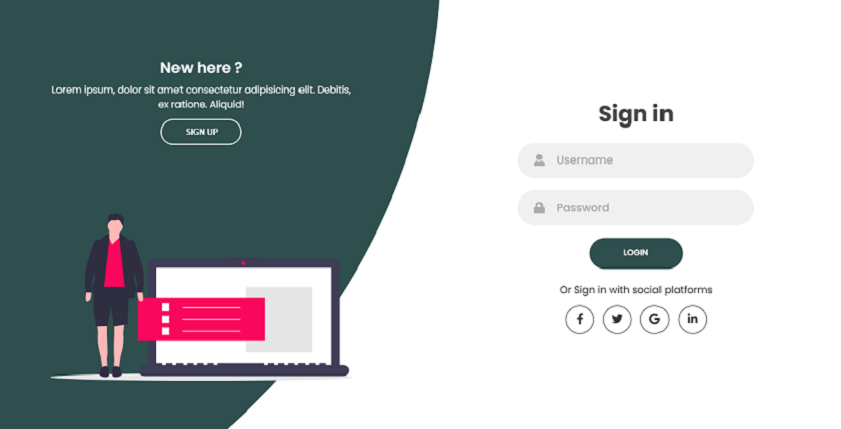 New here ?
Lorem ipsum, dolor sit amet consectetur adipisicing elit. Debitis,
ex ratione. Aliquid!
SIGN UP
Sign in
Username
Password
LOGIN
Or Sign in with social platforms